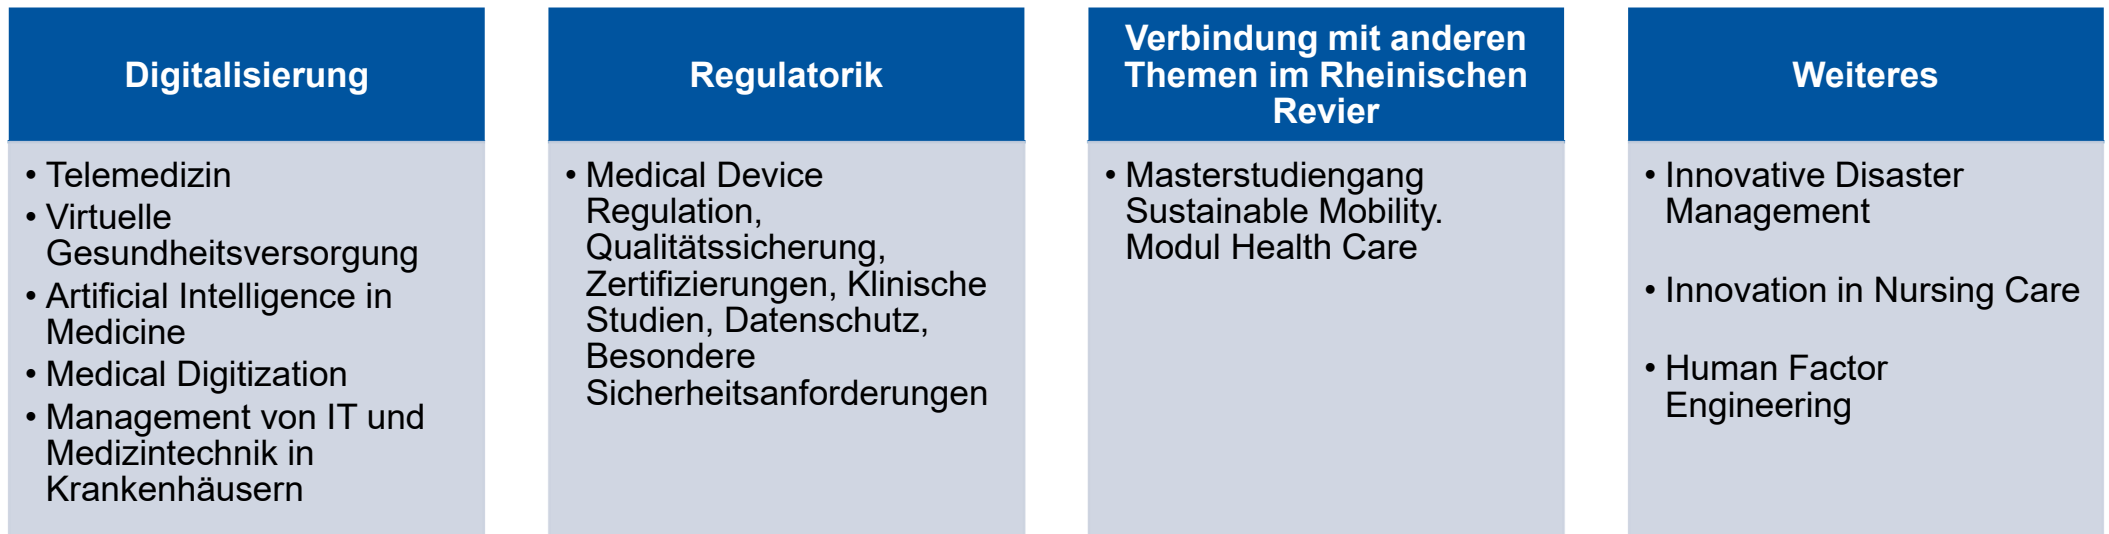 Digitalisierung
• Telemedizin
• Virtuelle
Gesundheitsversorgung
• Artificial Intelligence in
Medicine
• Medical Digitization
• Management von IT und
Medizintechnik in
Krankenhäusern
Regulatorik
• Medical Device
Regulation,
Qualitätssicherung,
Zertifizierungen, Klinische
Studien, Datenschutz,
Besondere
Sicherheitsanforderungen
Verbindung mit anderen
Themen im Rheinischen
Revier
• Masterstudiengang
Sustainable Mobility.
Modul Health Care
Weiteres
• Innovative Disaster
Management
• Innovation in Nursing Care
• Human Factor
Engineering